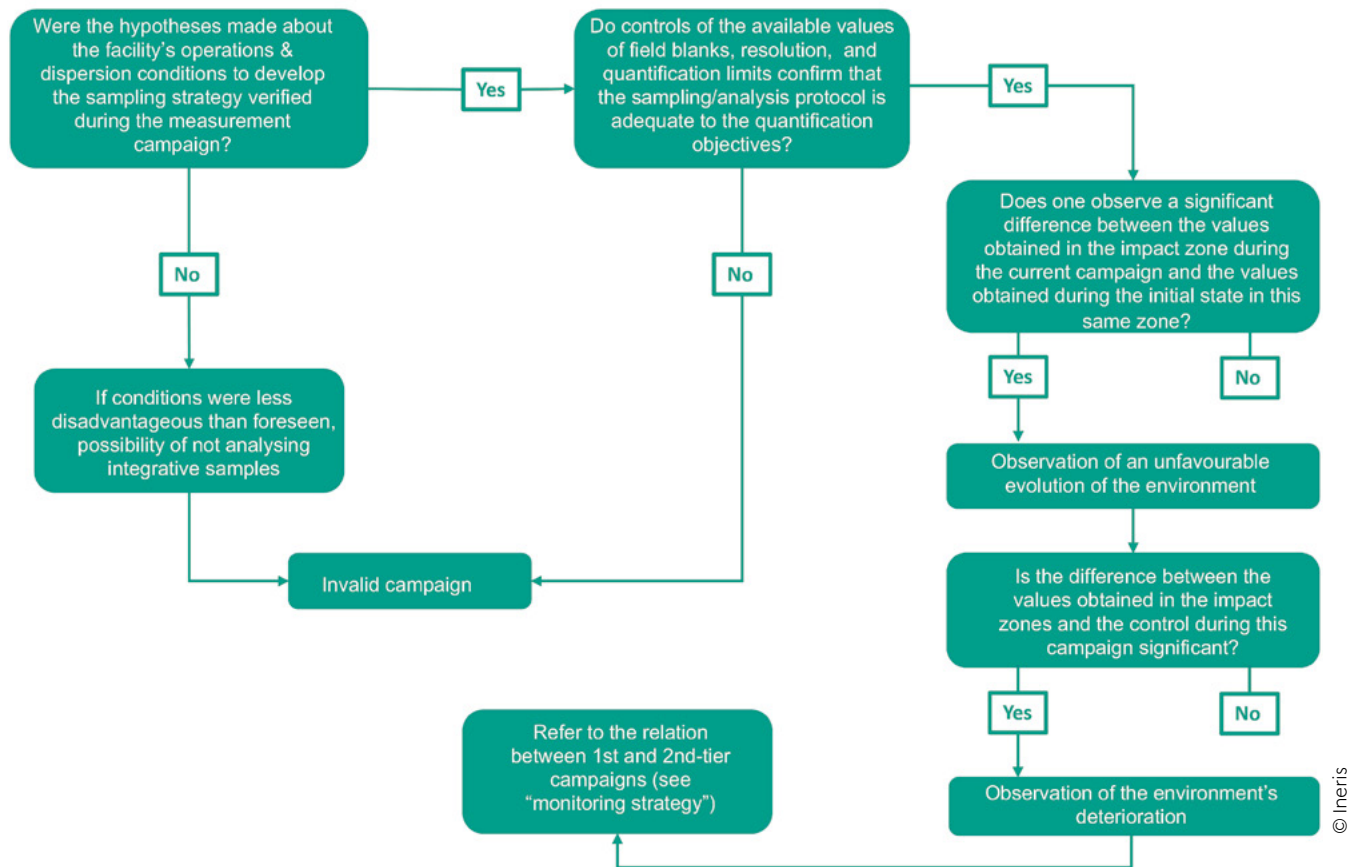 Were the hypotheses made about
the facility's operations &
dispersion conditions to develop
the sampling strategy verified
during the measurement
campaign?
Yes
Do controls of the available values
of field blanks, resolution, and
quantification limits confirm that
the sampling/analysis protocol is
adequate to the quantification
objectives?
Yes
No
No
Does one observe a significant
difference between the values
obtained in the impact zone during
the current campaign and the values
obtained during the initial state in this
same zone?
If conditions were less
disadvantageous than foreseen,
possibility of not analysing
integrative samples
Yes
No
Observation of an unfavourable
evolution of the environment
Invalid campaign
Is the difference between the
values obtained in the impact
zones and the control during this
campaign significant?
Yes
No
Refer to the relation
between 1st and 2nd-tier
campaigns (see
“monitoring strategy”)
Observation of the environment's
deterioration
© Ineris